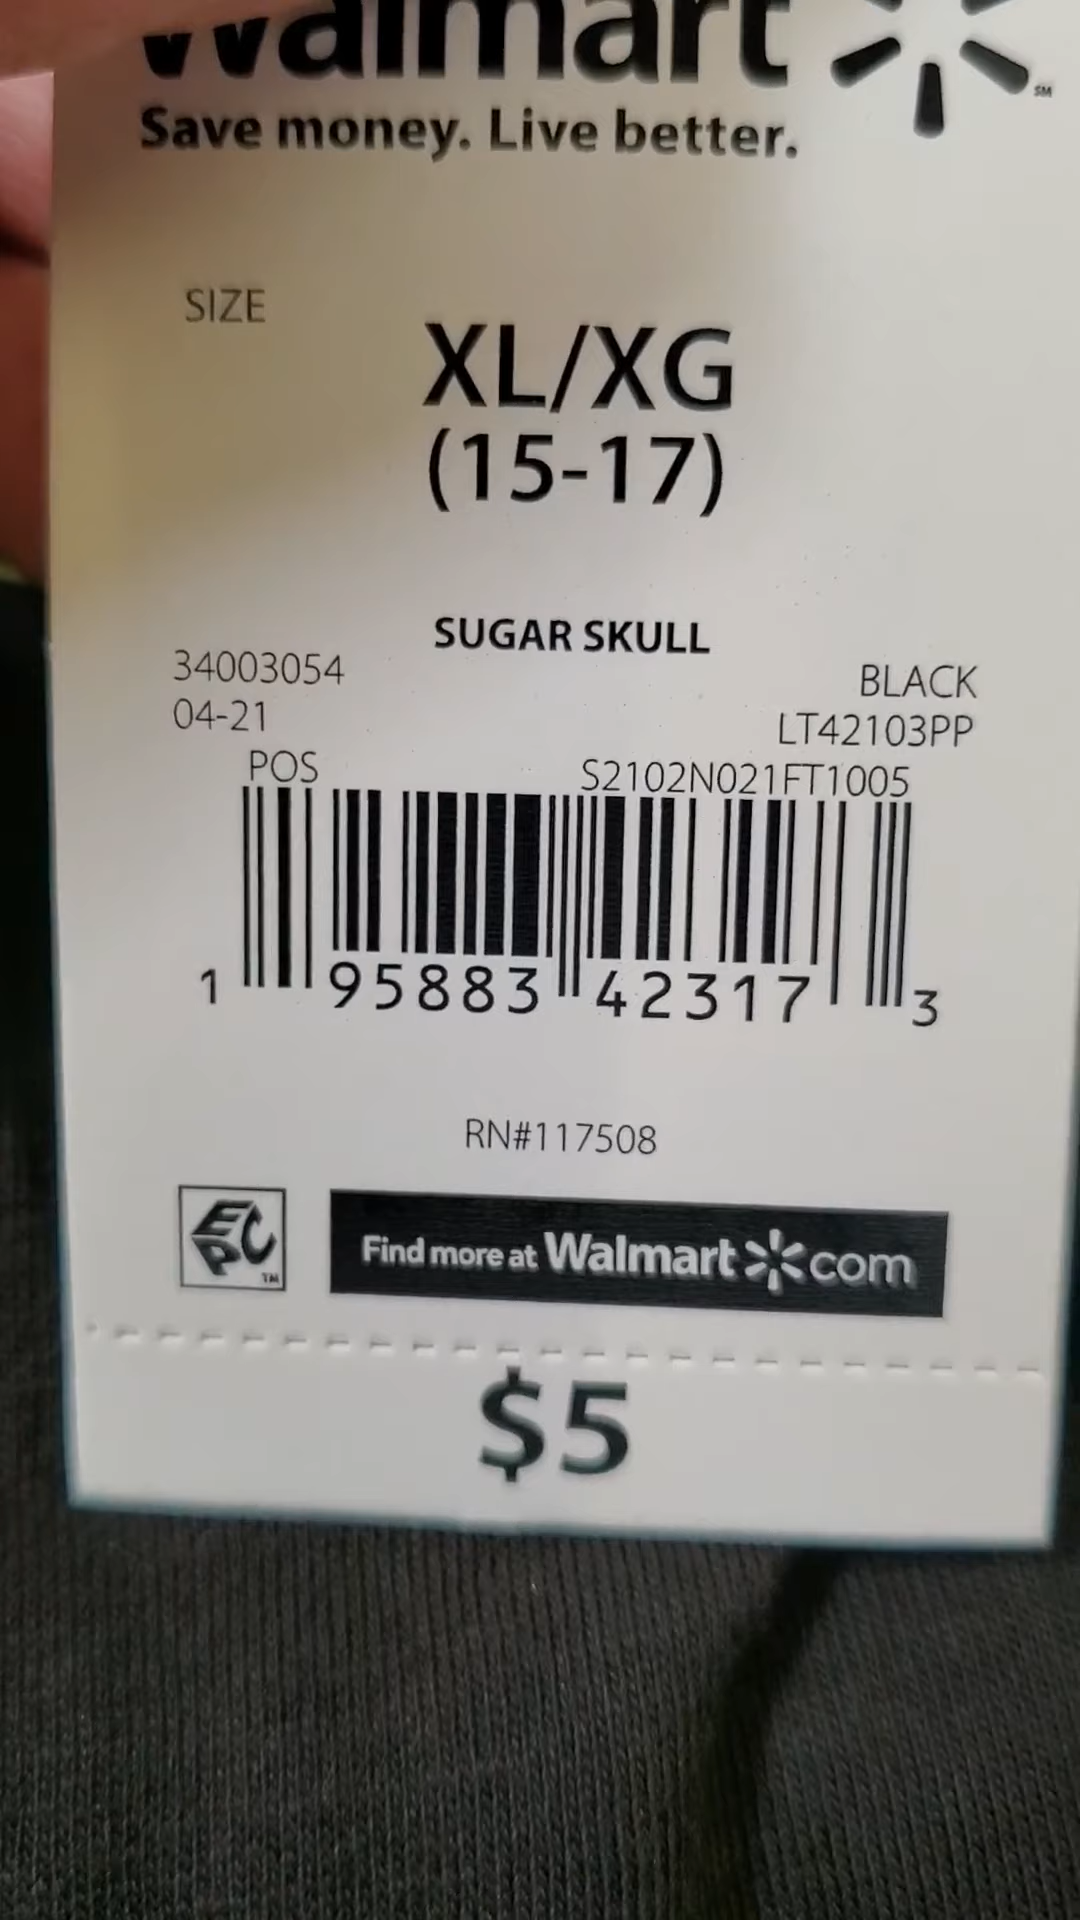 Walmart
Save money. Live better.
SIZE
XL/XG
(15-17)
SUGAR SKULL
34003054
BLACK
04-21
LT42103PP
POS
S2102N021FT1005
1 95883 42317 3
RN#117508
EPC TM
Find more at Walmart com
$5